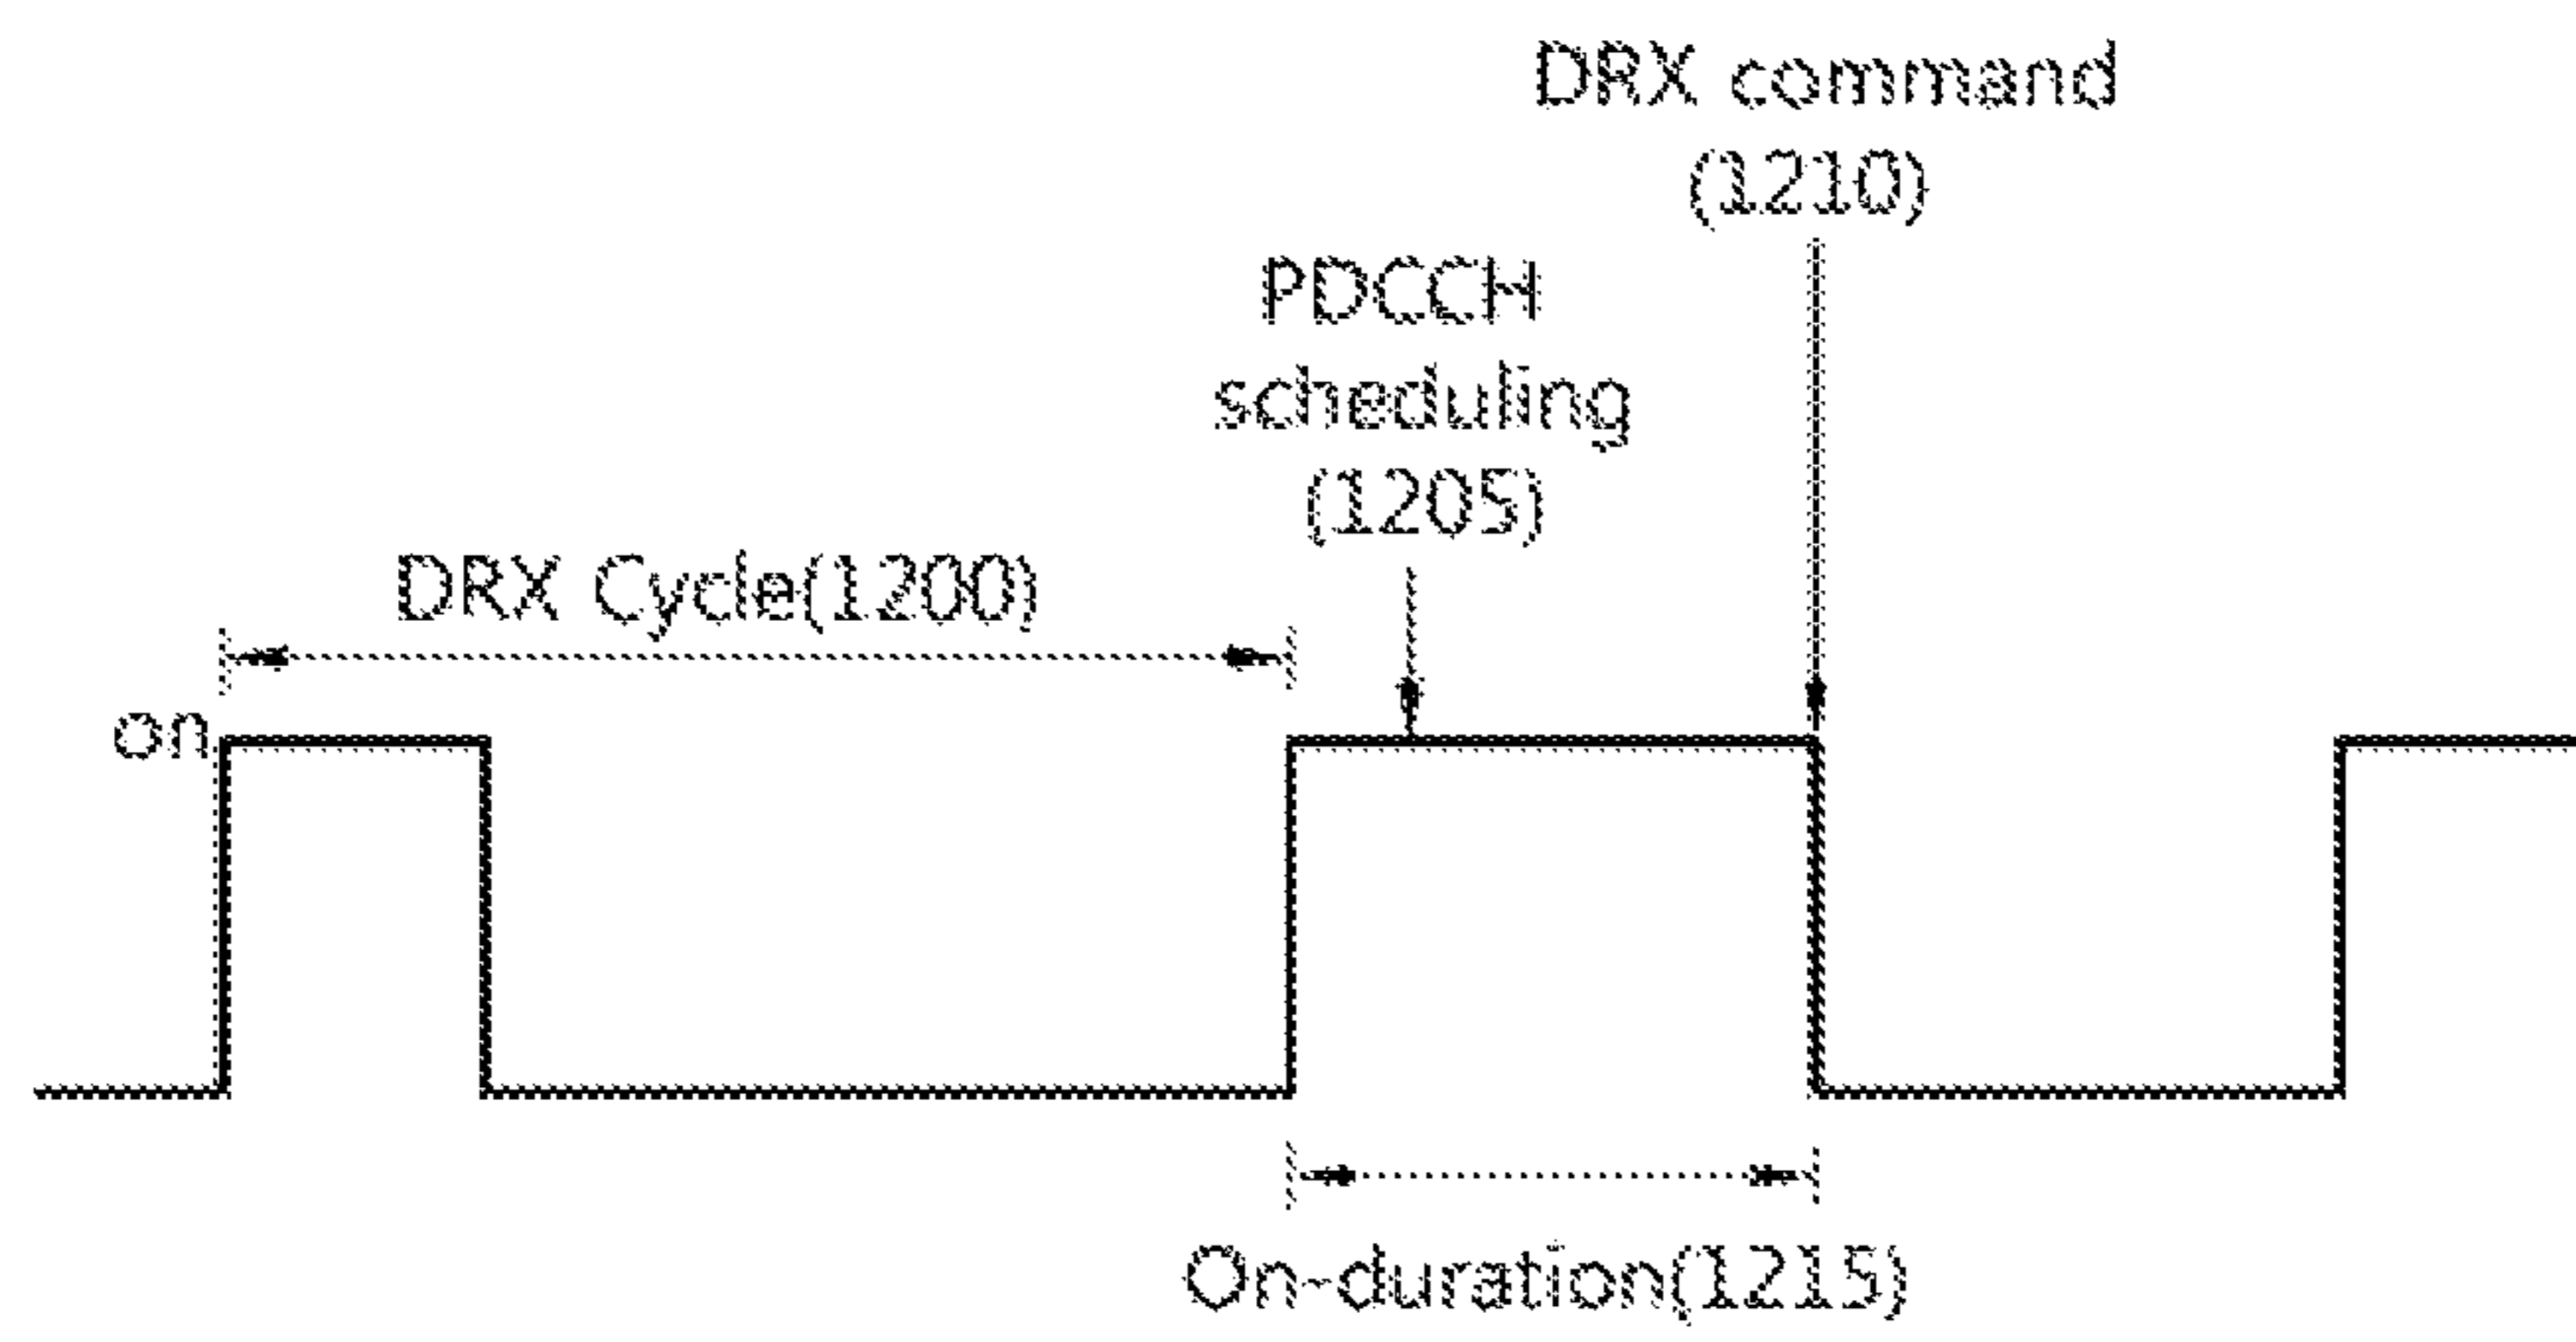 DRX command
(1210)
PDCCH
scheduling
(1205)
DRX Cycle(1200)
on
On-duration(1215)